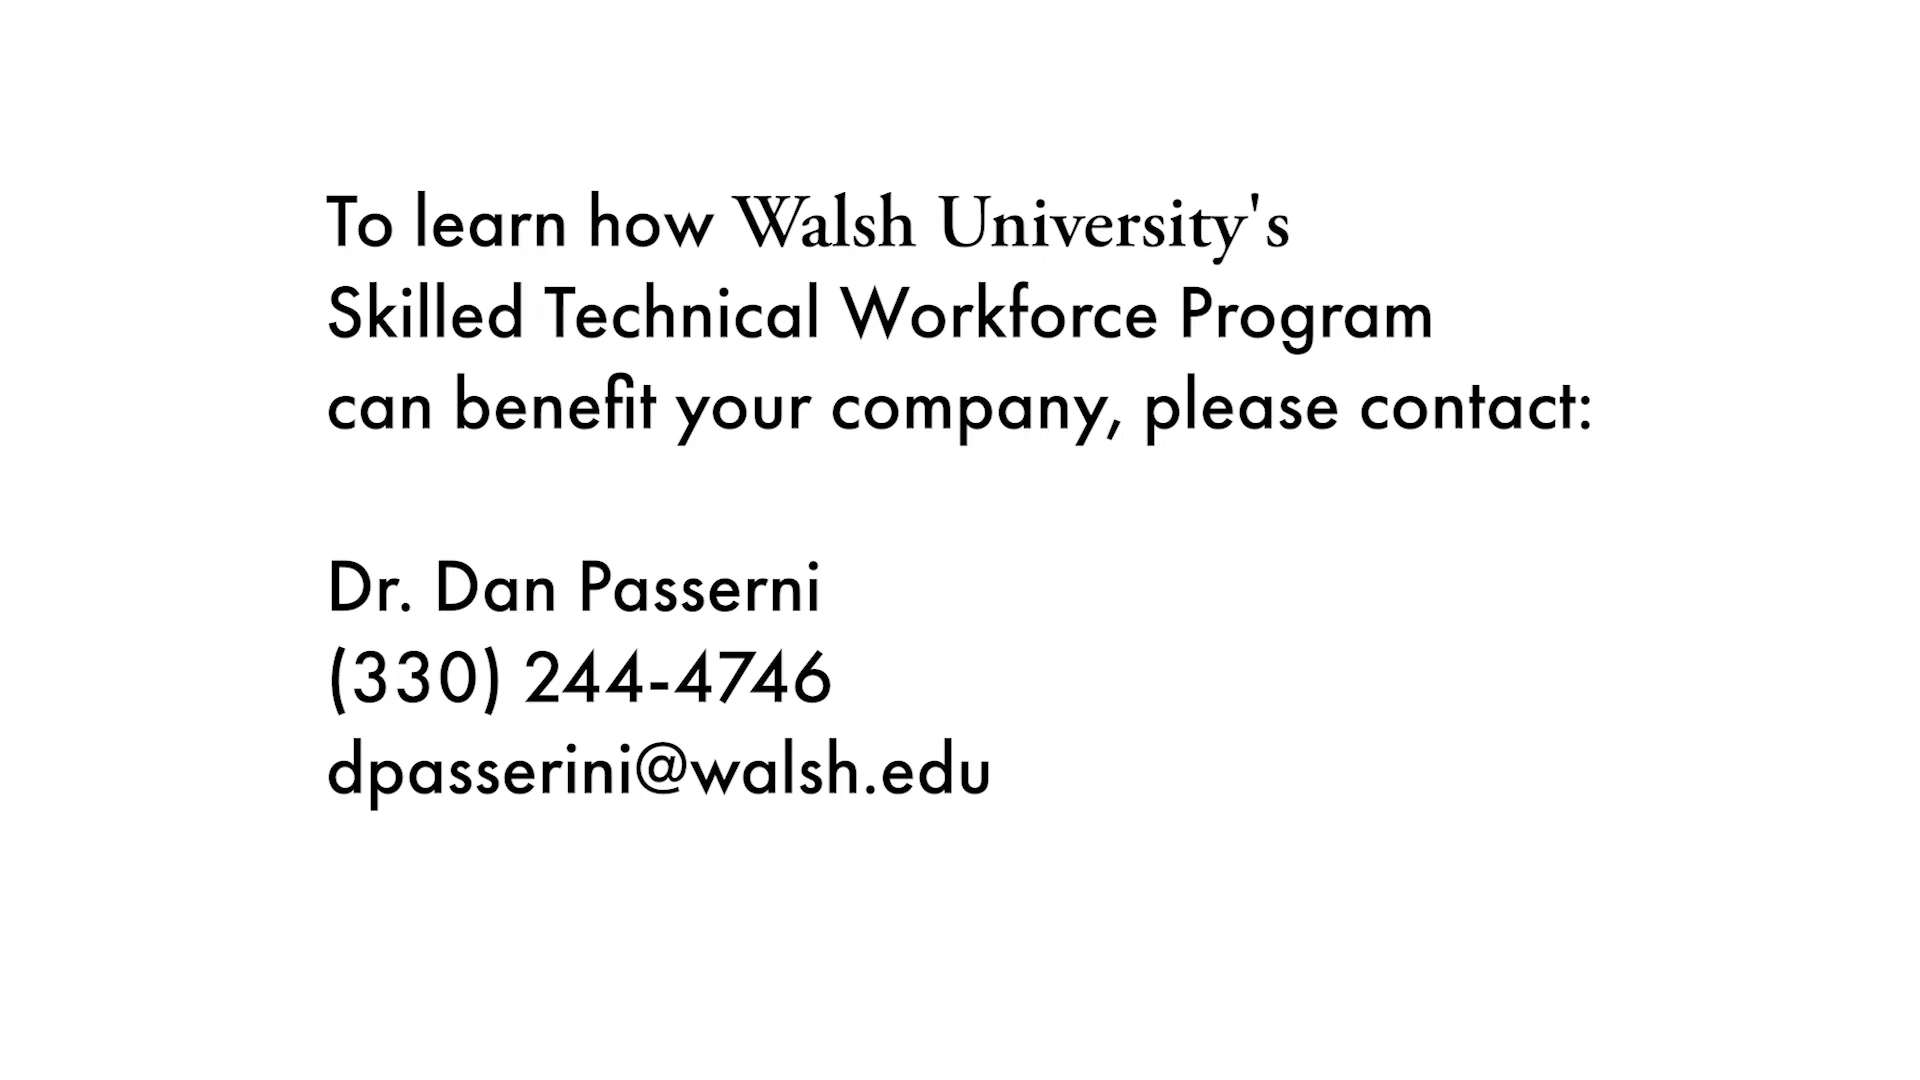 To learn how Walsh University's
Skilled Technical Workforce Program
can benefit your company, please contact:
Dr. Dan Passerni
(330) 244-4746
dpasserini@walsh.edu